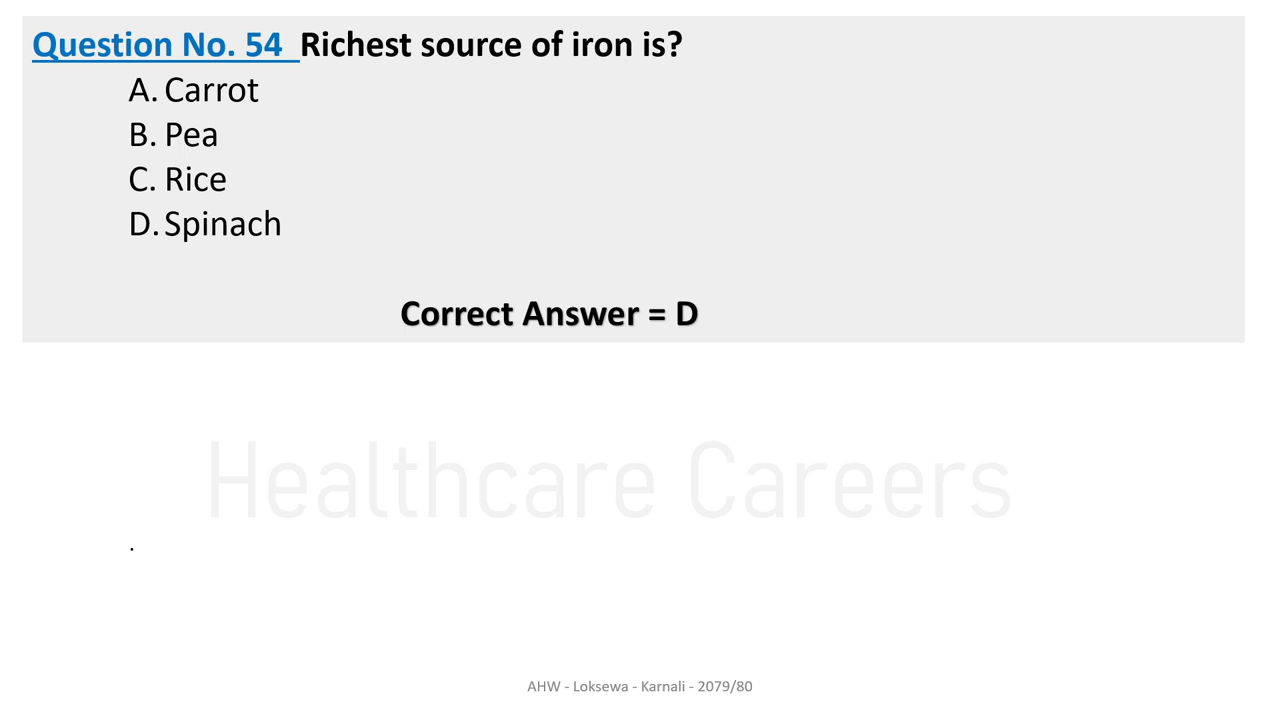 Question No. 54 Richest source of iron is?
A. Carrot
B. Pea
C. Rice
D. Spinach
Correct Answer = D
Healthcare Careers
.
AHW - Loksewa - Karnali - 2079/80